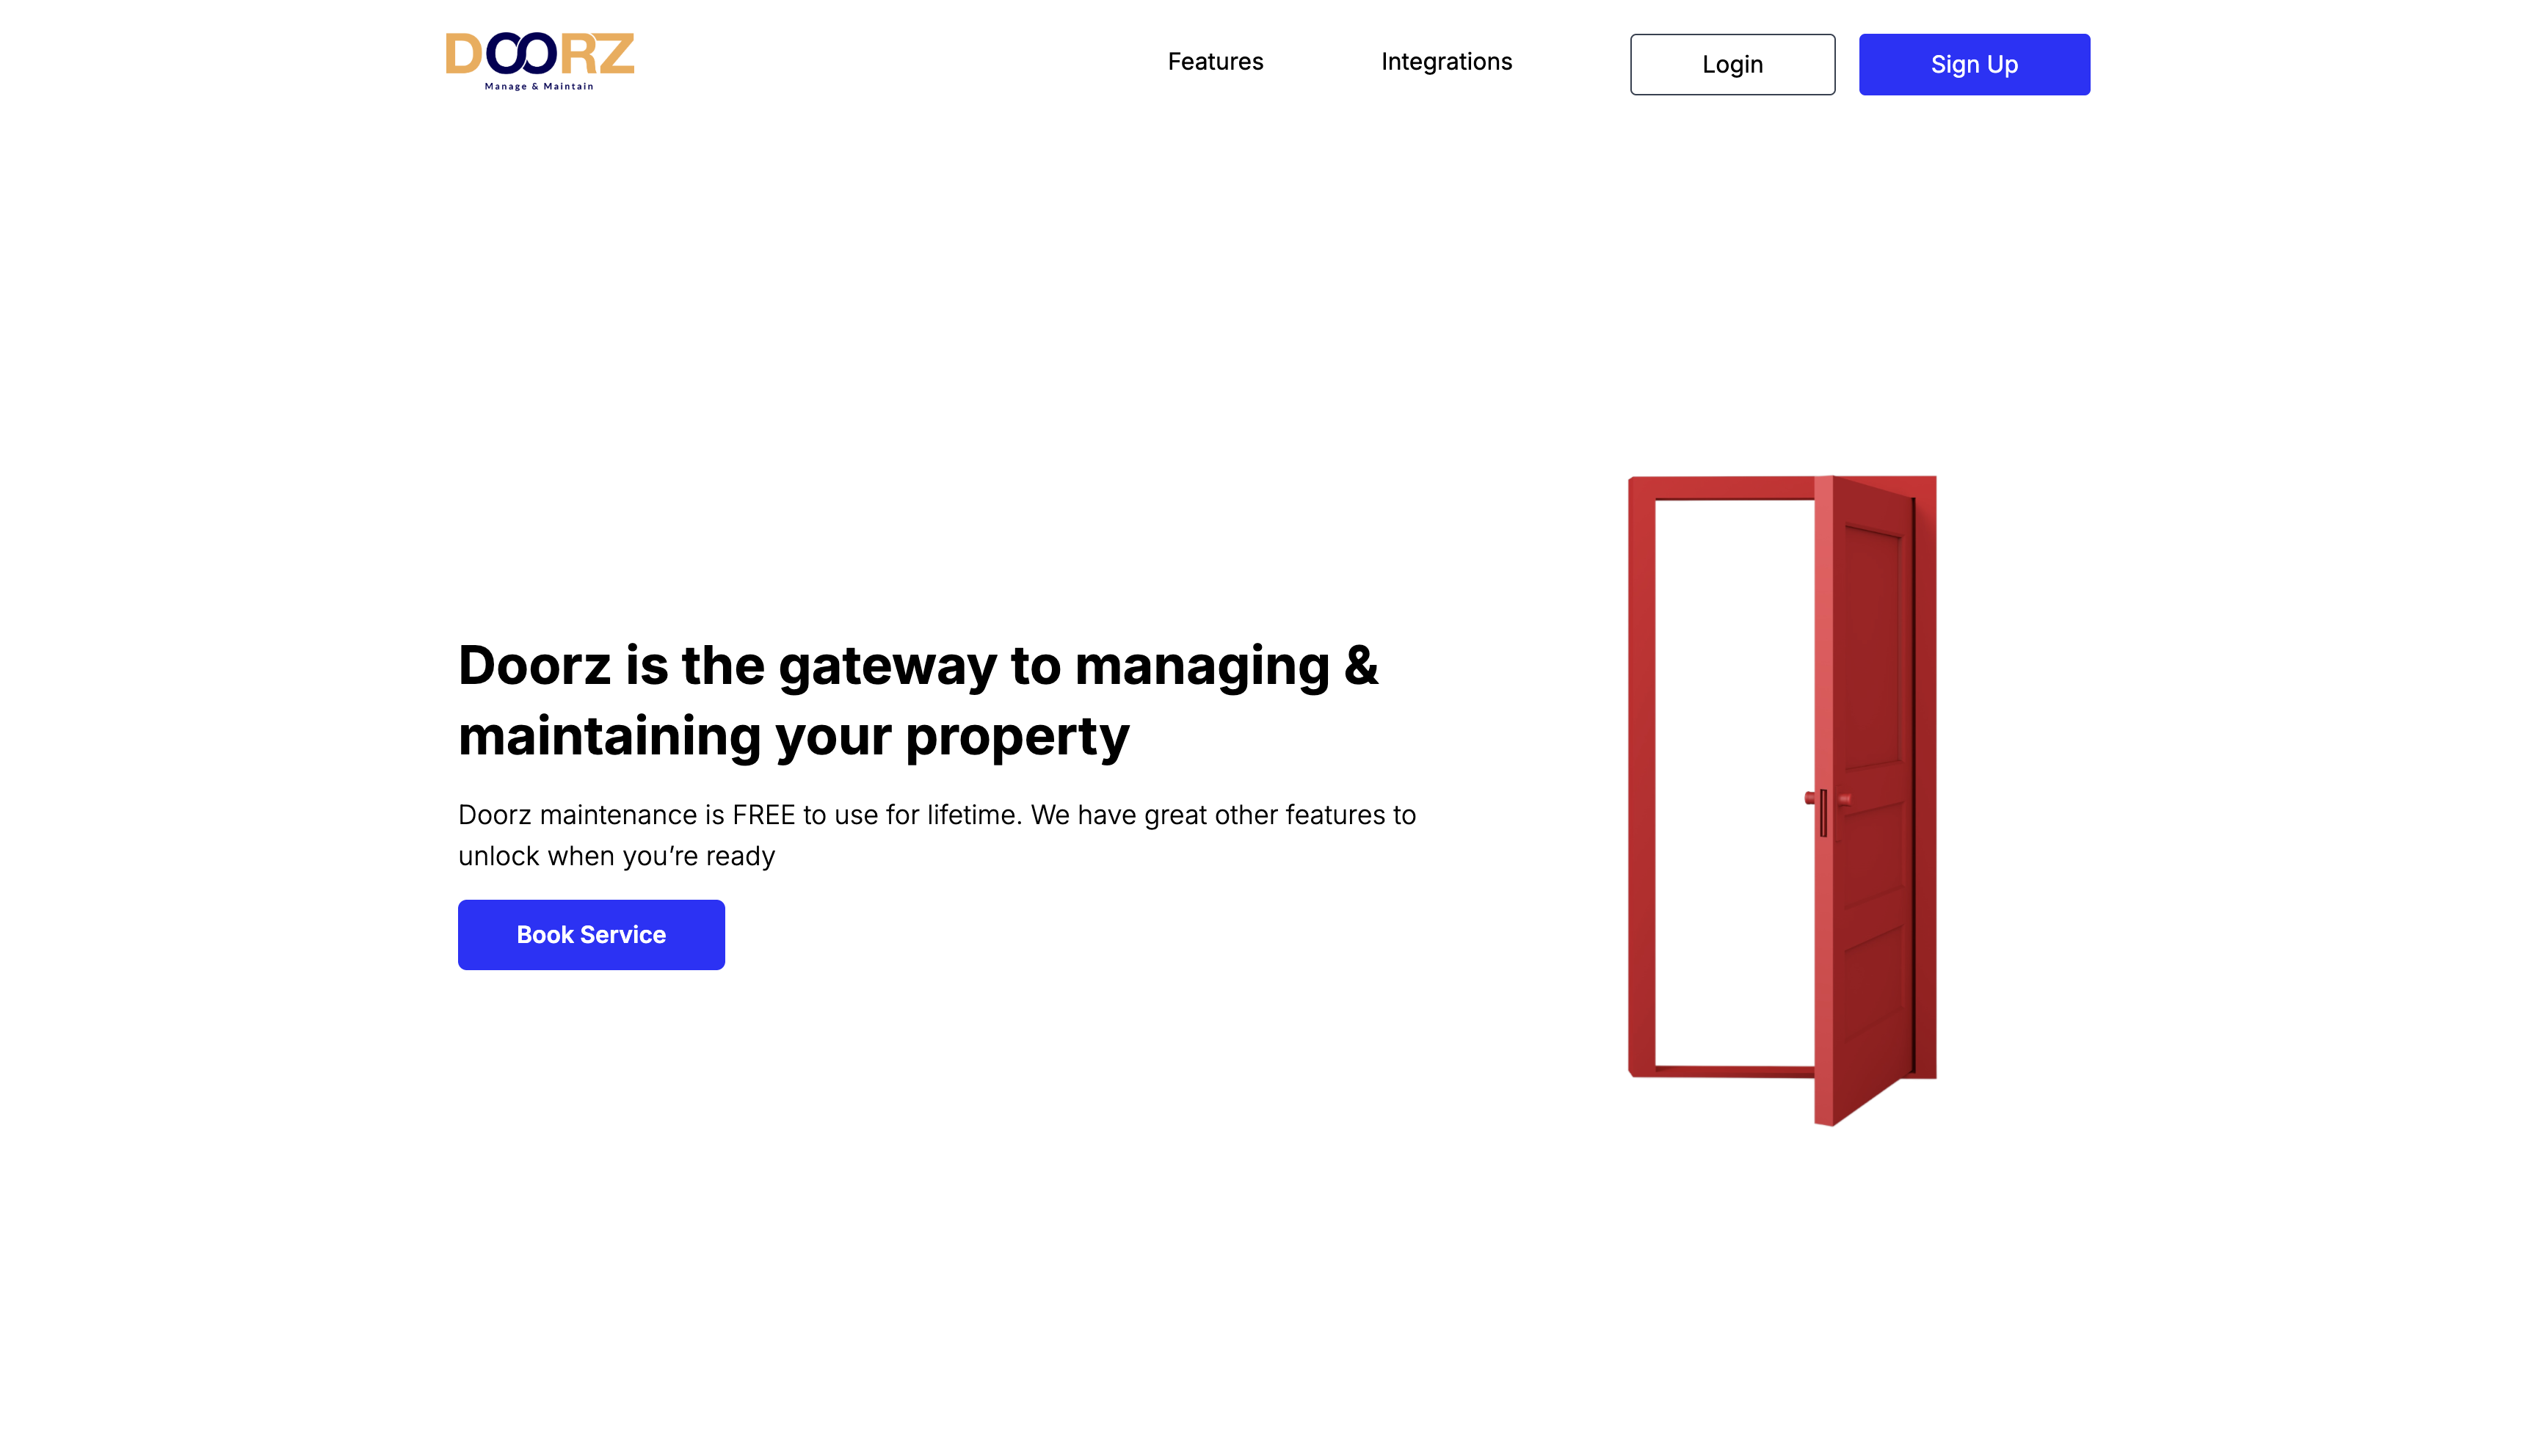 DOORZ
Manage & Maintain
Features
Integrations
Login
Sign Up
Doorz is the gateway to managing &
maintaining your property
Doorz maintenance is FREE to use for lifetime. We have great other features to
unlock when you’re ready
Book Service